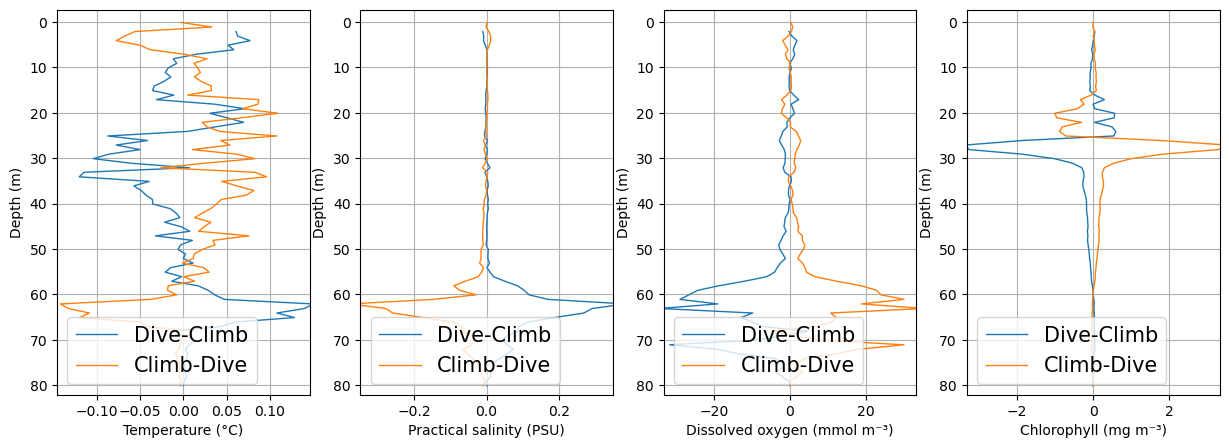 0
10
20
30
40
50
60
70
80
Depth (m)
Dive-Climb
Climb-Dive
−0.10 −0.05 0.00 0.05 0.10
Temperature (°C)
0
10
20
30
40
50
60
70
80
Depth (m)
Dive-Climb
Climb-Dive
−0.2 0.0 0.2
Practical salinity (PSU)
0
10
20
30
40
50
60
70
80
Depth (m)
Dive-Climb
Climb-Dive
−20 0 20
Dissolved oxygen (mmol m⁻³)
0
10
20
30
40
50
60
70
80
Depth (m)
Dive-Climb
Climb-Dive
−2 0 2
Chlorophyll (mg m⁻³)